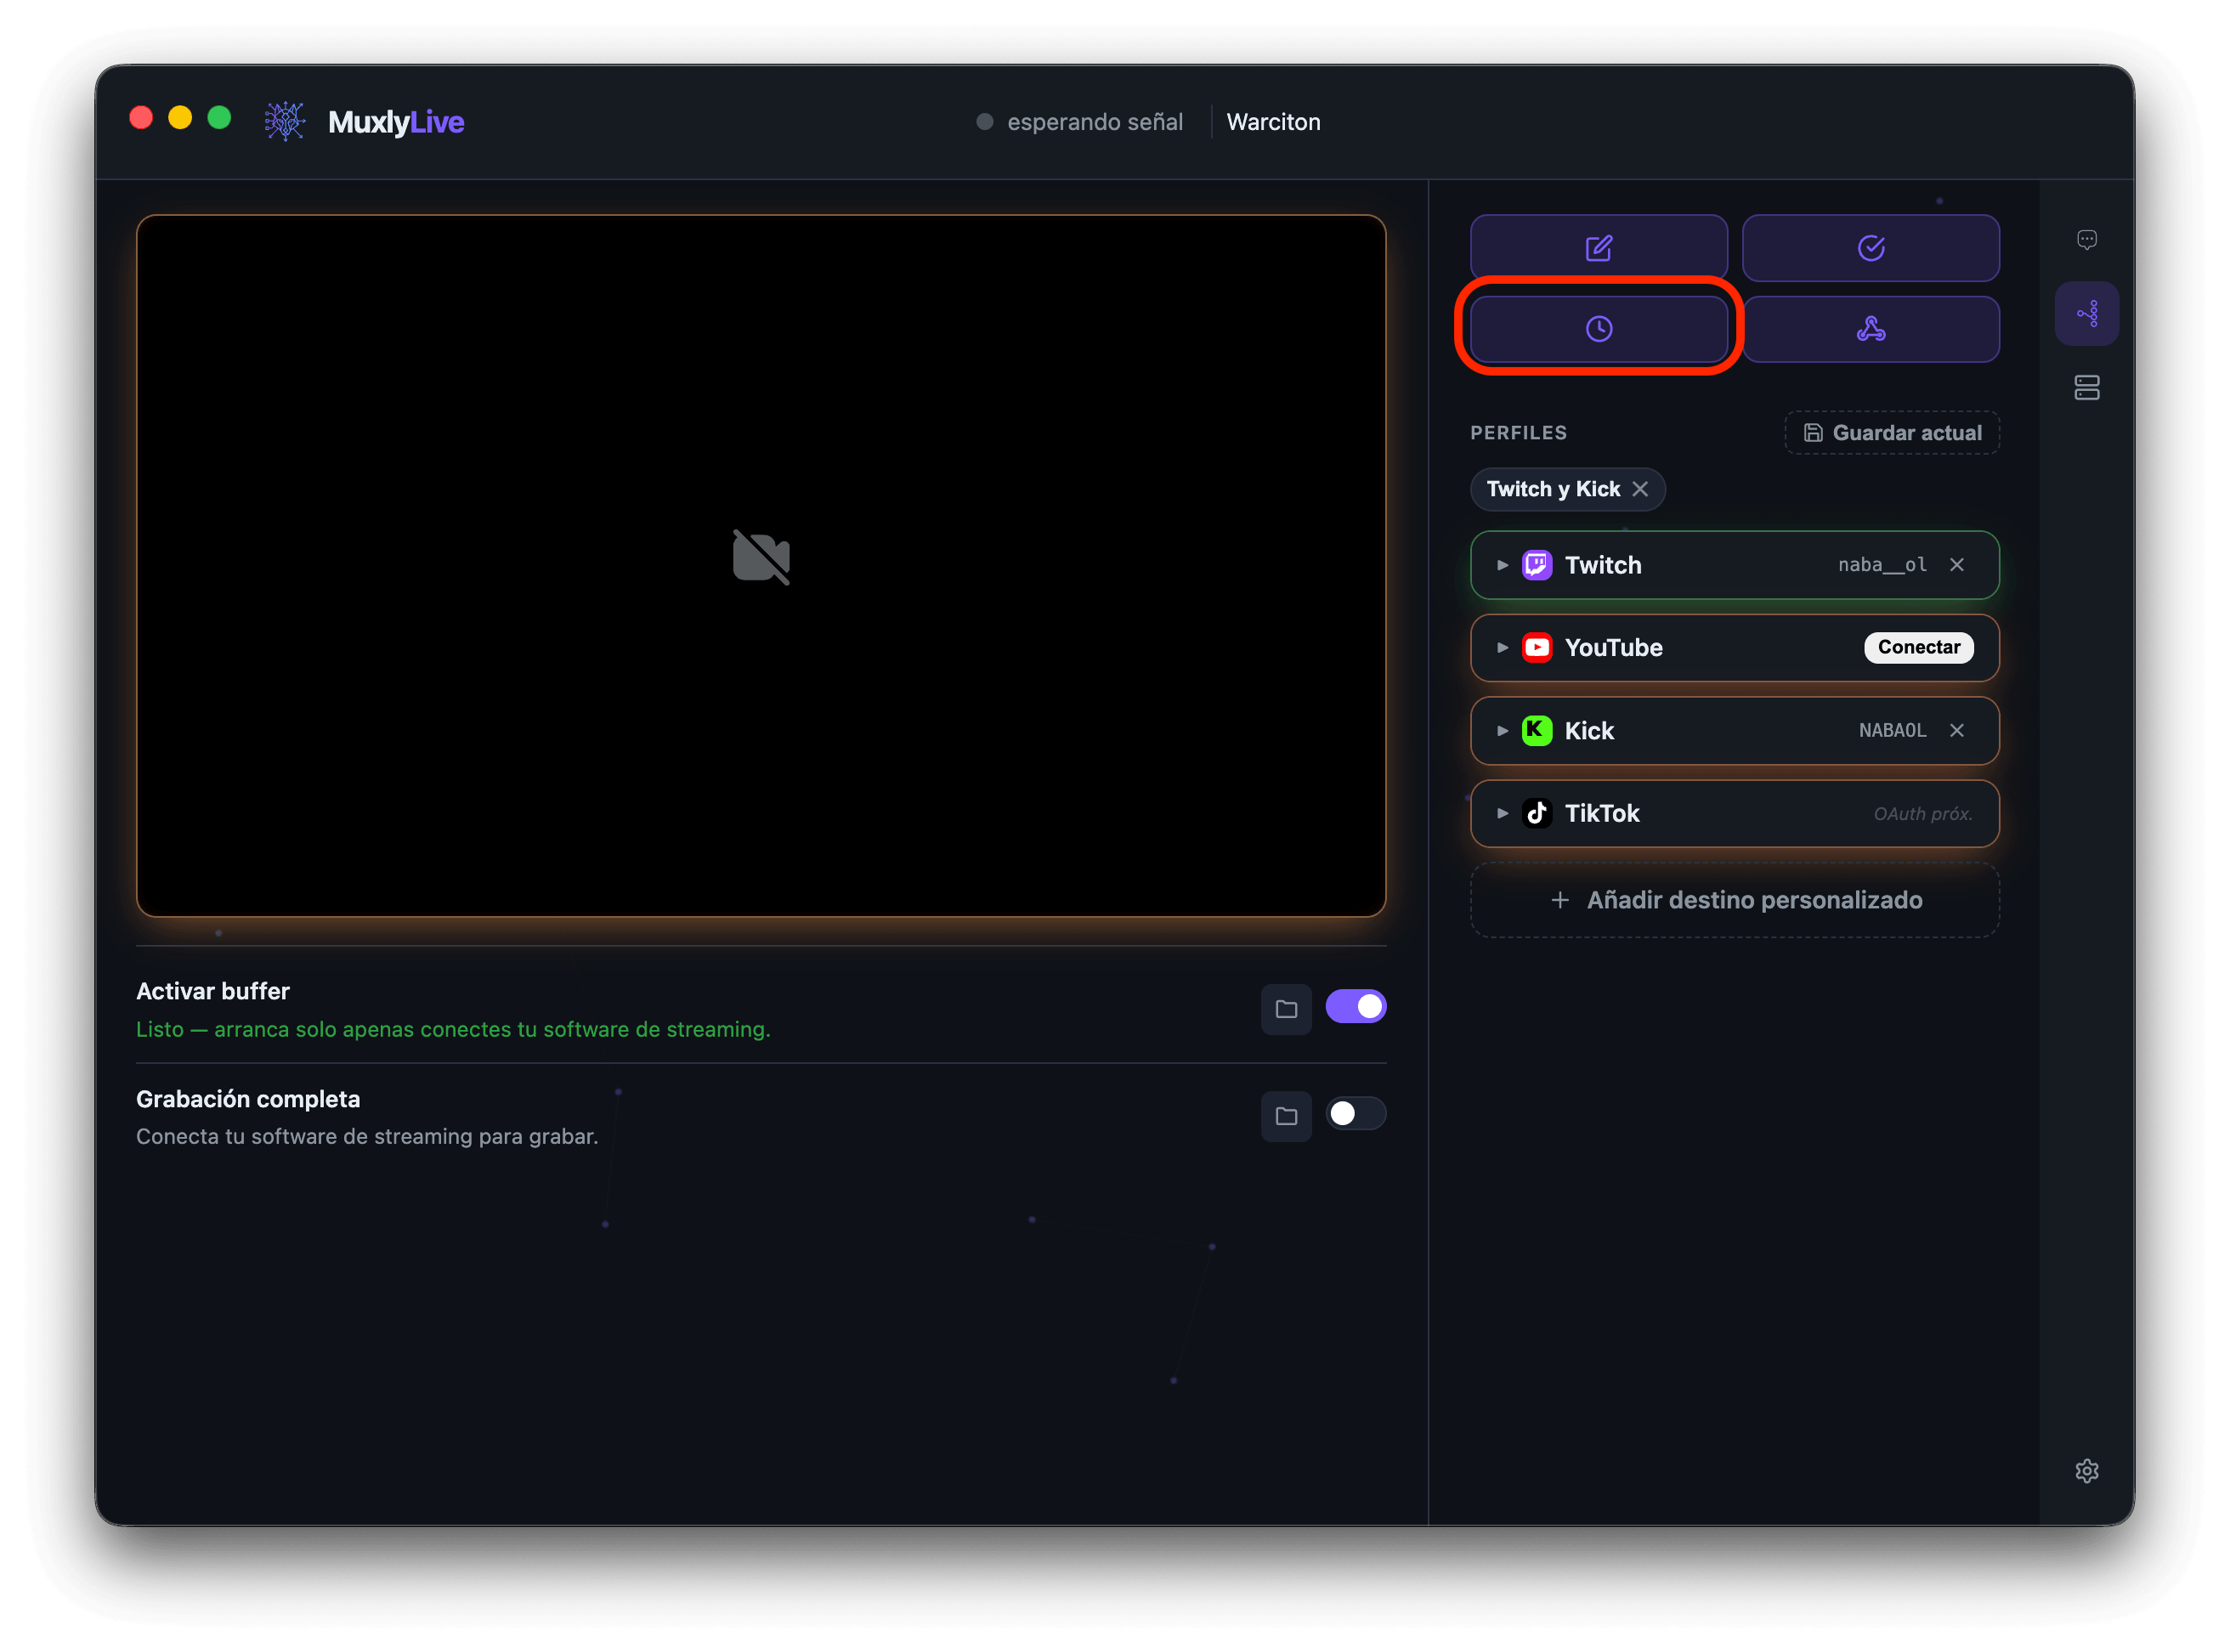 MuxlyLive
esperando señal
Warciton
PERFILES
Guardar actual
Twitch y Kick
Twitch
naba__ol
YouTube
Conectar
Kick
NABAOL
TikTok
OAuth próx.
Añadir destino personalizado
Activar buffer
Listo — arranca solo apenas conectes tu software de streaming.
Grabación completa
Conecta tu software de streaming para grabar.